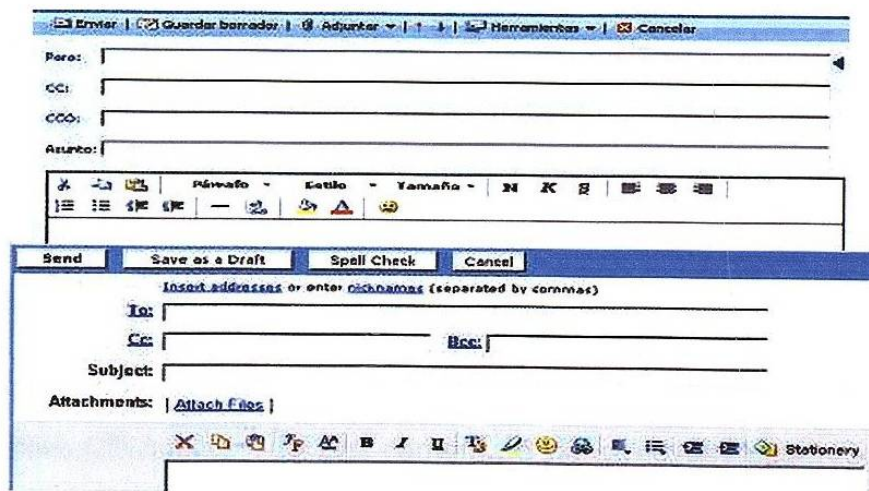 Enviar | Guardar borrador | Adjuntar | Herramientas | Cancelar
Para:
CC:
CCO:
Asunto:
Párrafo Estilo Tamaño N K S
Send Save as a Draft Spell Check Cancel
Insert addresses or enter nicknames (separated by commas)
To:
Cc: Bcc:
Subject:
Attachments: | Attach Files |
B I U Stationery